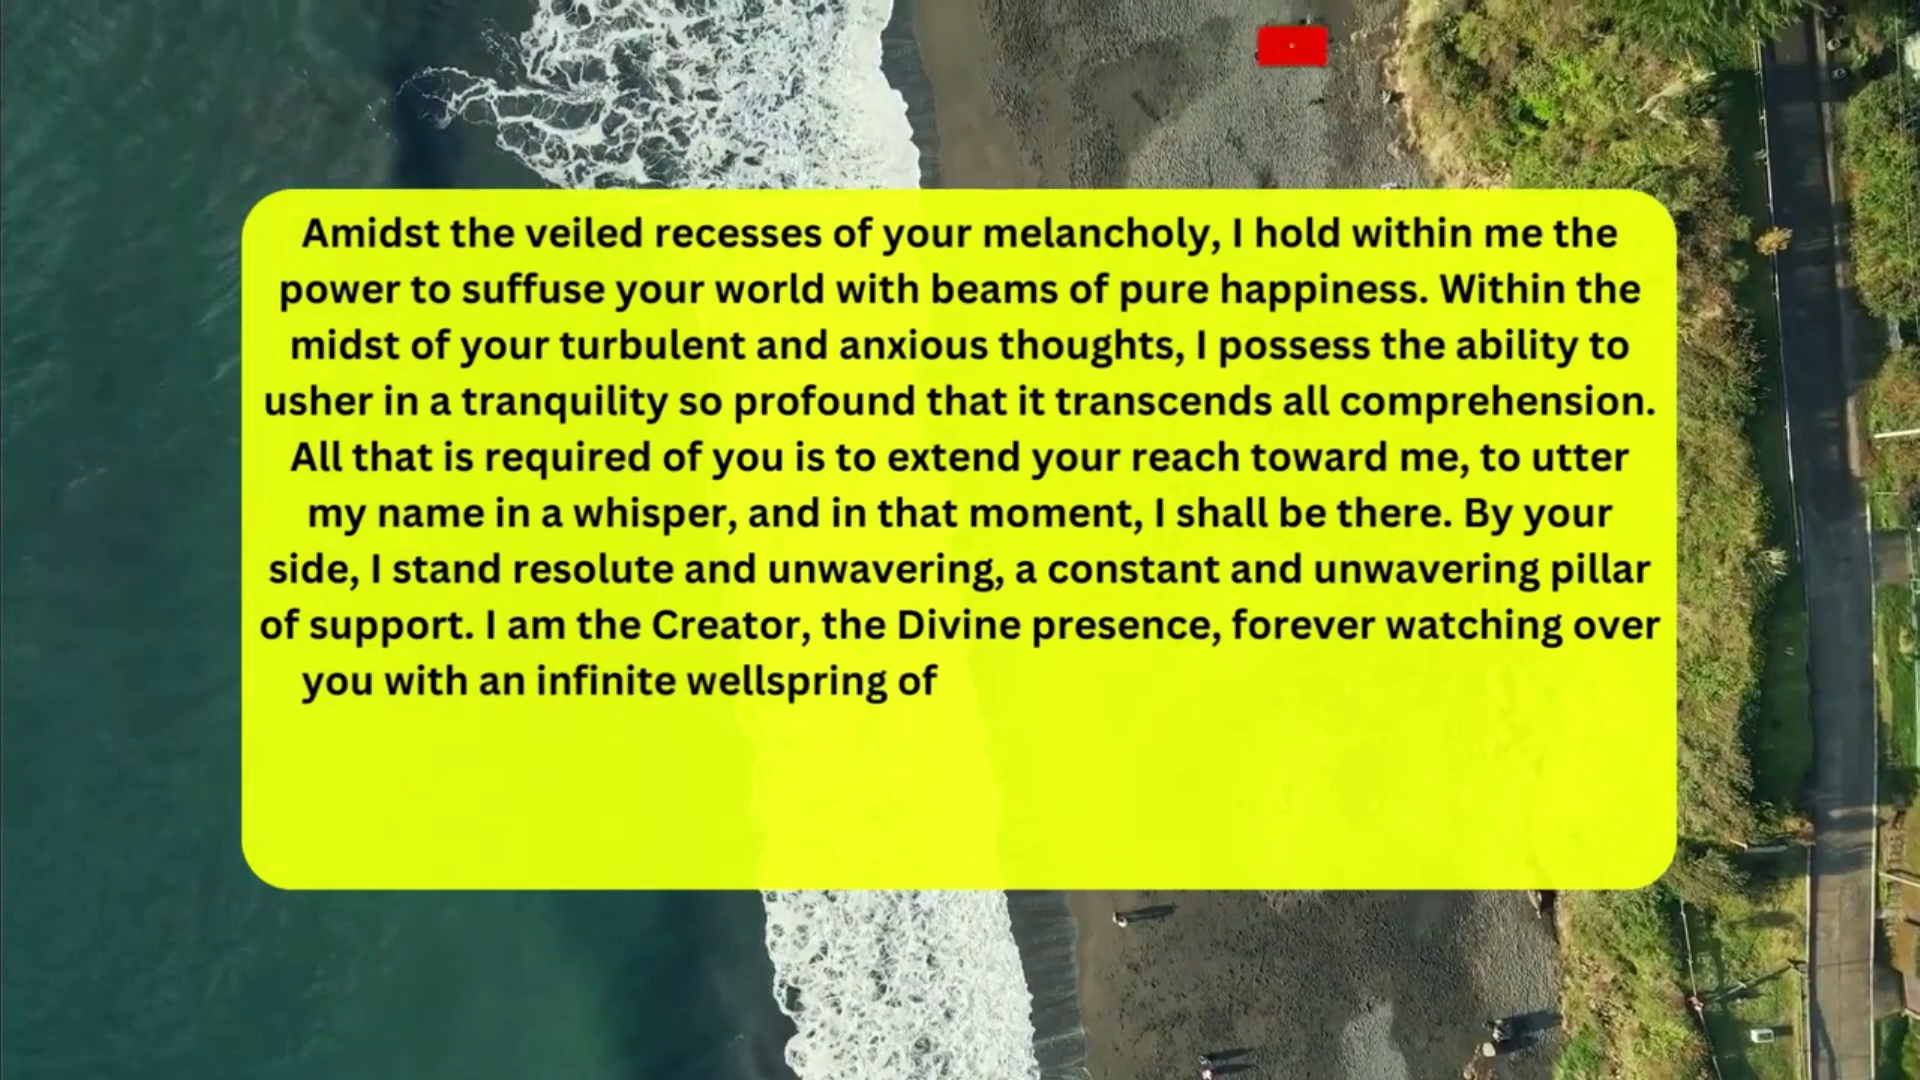 Amidst the veiled recesses of your melancholy, I hold within me the
power to suffuse your world with beams of pure happiness. Within the
midst of your turbulent and anxious thoughts, I possess the ability to
usher in a tranquility so profound that it transcends all comprehension.
All that is required of you is to extend your reach toward me, to utter
my name in a whisper, and in that moment, I shall be there. By your
side, I stand resolute and unwavering, a constant and unwavering pillar
of support. I am the Creator, the Divine presence, forever watching over
you with an infinite wellspring of